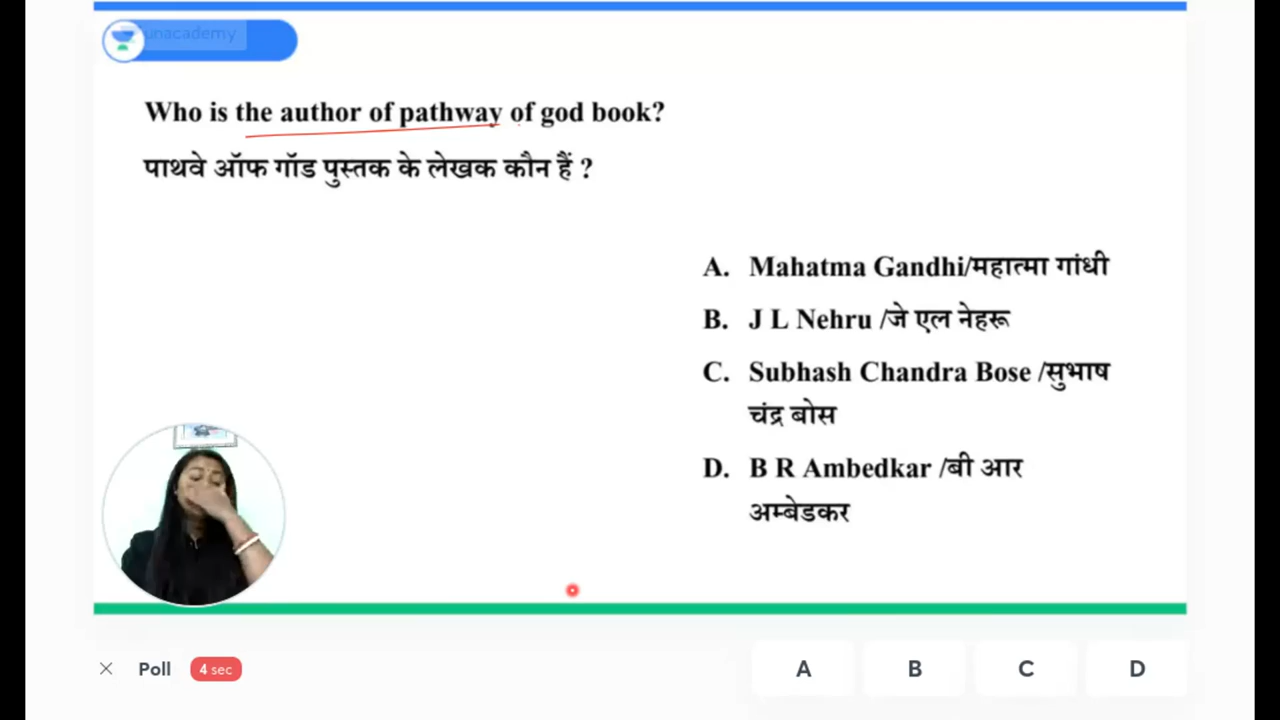 unacademy
Who is the author of pathway of god book?
पाथवे ऑफ गॉड पुस्तक के लेखक कौन हैं ?
A. Mahatma Gandhi/महात्मा गांधी
B. J L Nehru /जे एल नेहरू
C. Subhash Chandra Bose /सुभाष
चंद्र बोस
D. B R Ambedkar /बी आर
अम्बेडकर
Poll 4 sec A B C D